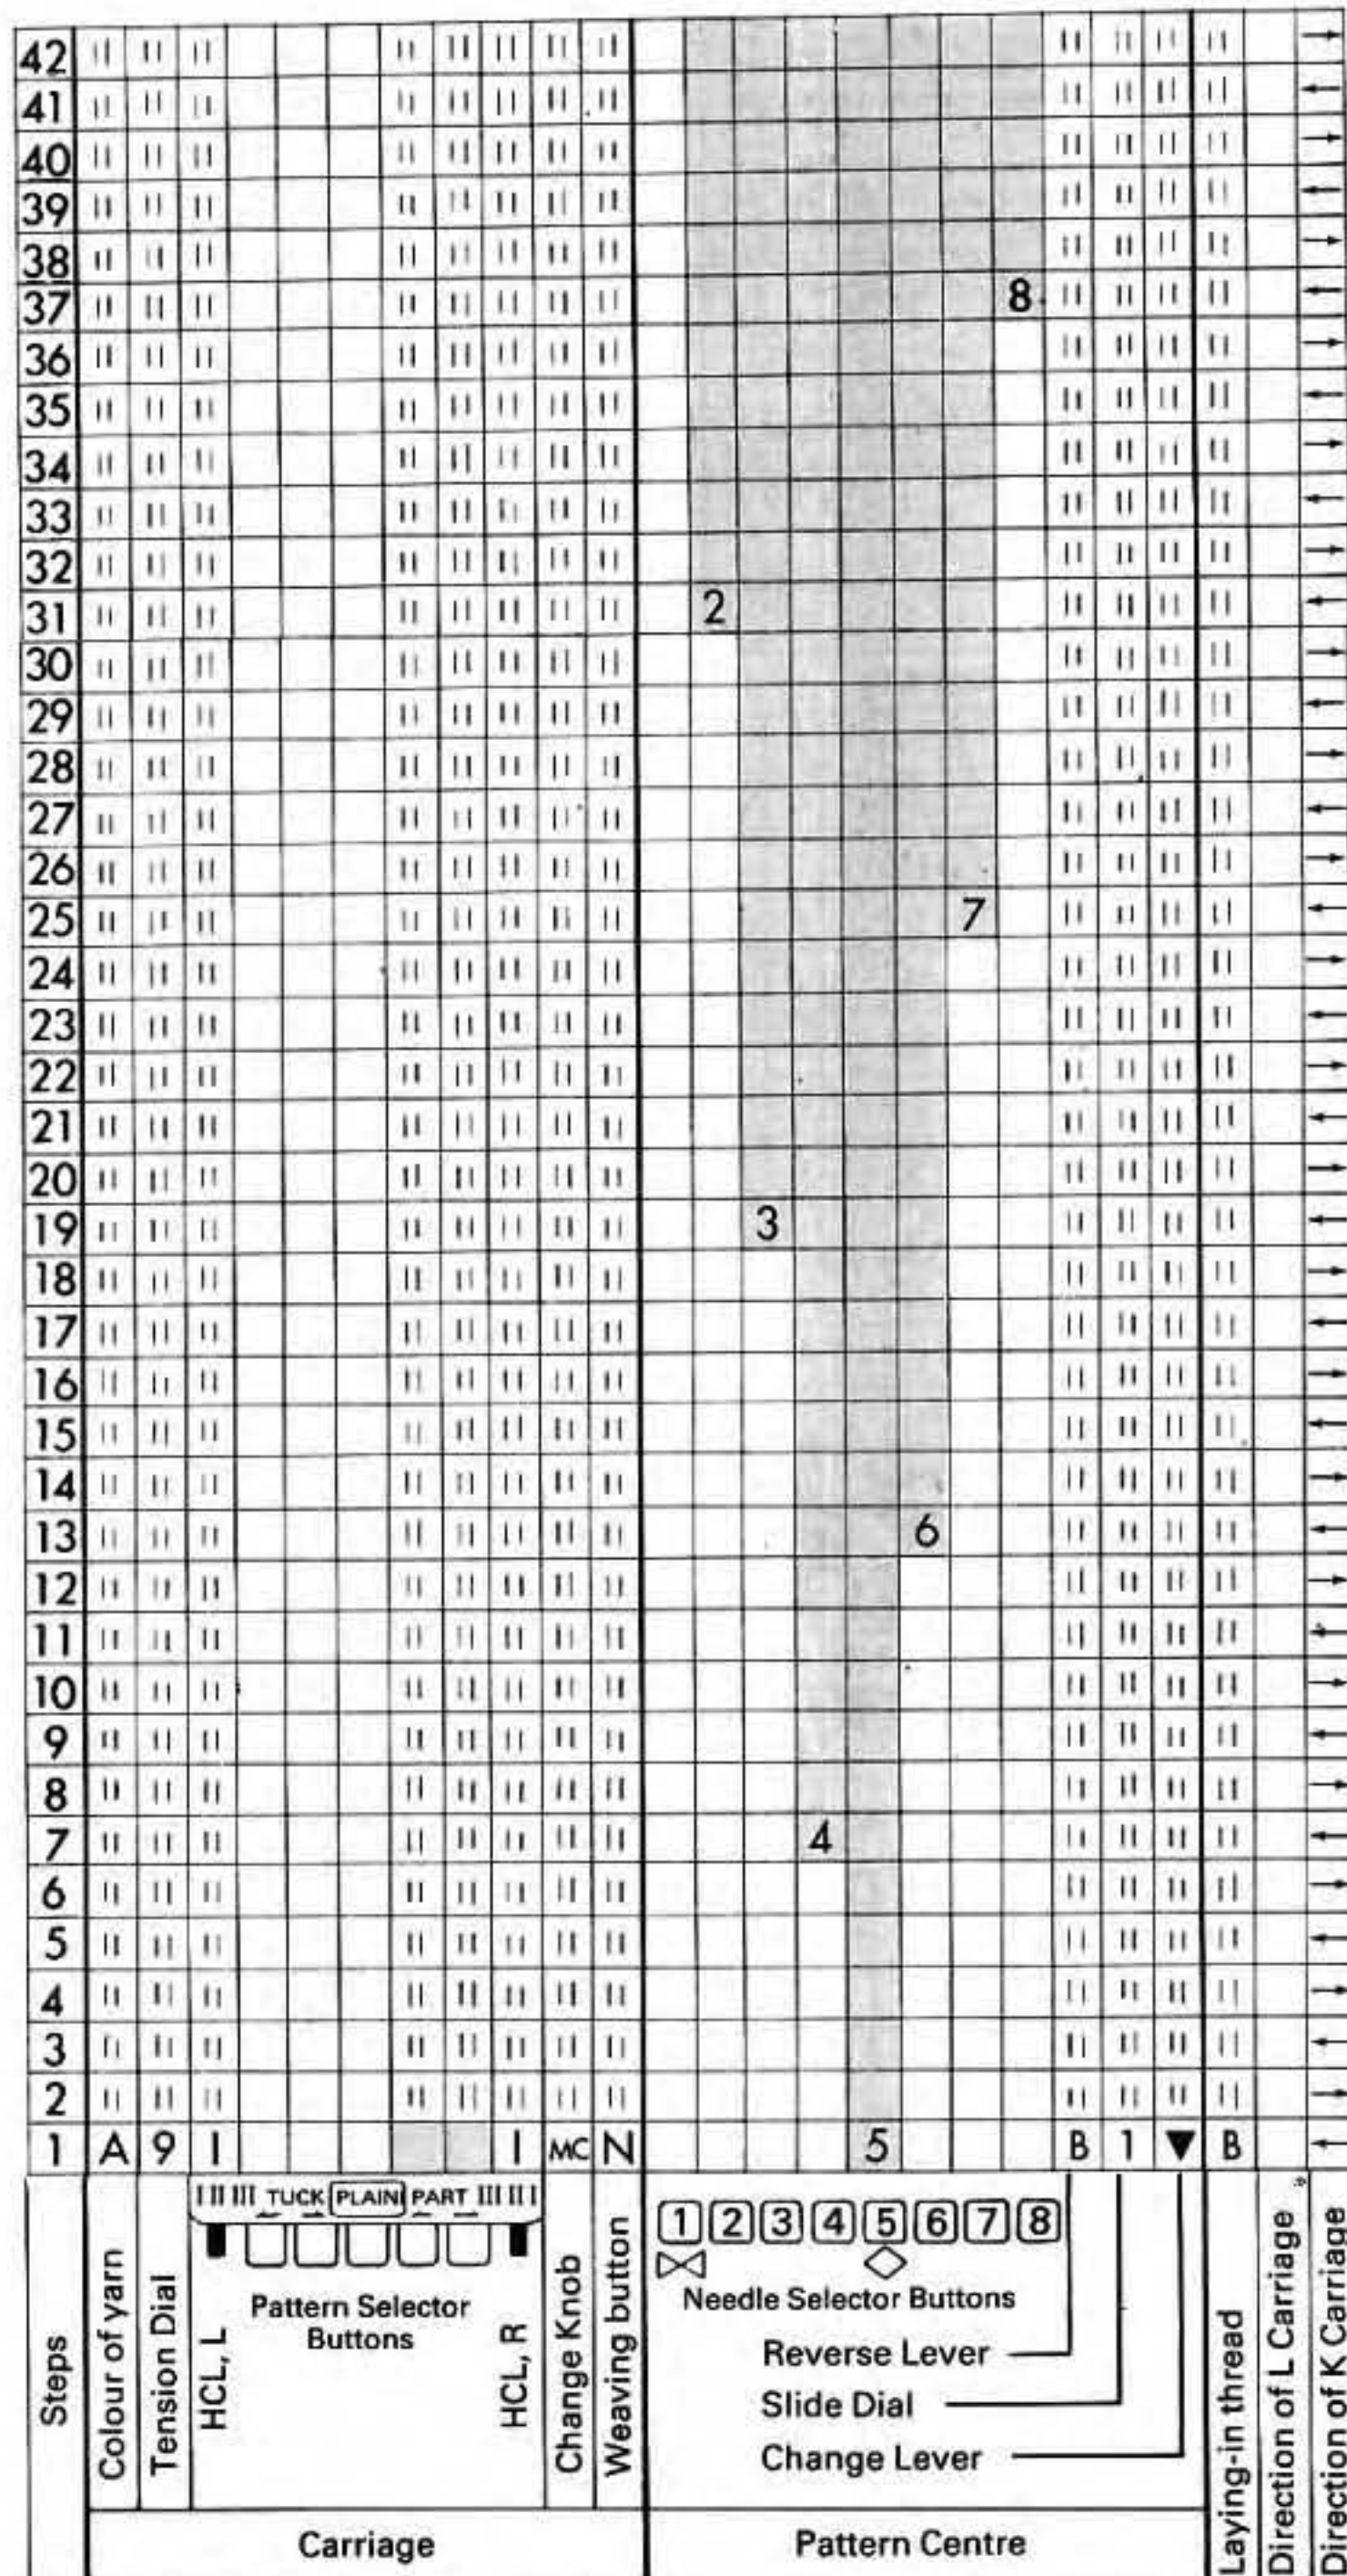 42 " " " " " " " " " " " " →
41 " " " " " " " " " " " " ←
40 " " " " " " " " " " " " →
39 " " " " " " " " " " " " ←
38 " " " " " " " " " " " " →
37 " " " " " " " " 8 " " " " ←
36 " " " " " " " " " " " " →
35 " " " " " " " " " " " " ←
34 " " " " " " " " " " " " →
33 " " " " " " " " " " " " ←
32 " " " " " " " " " " " " →
31 " " " " " " " " 2 " " " " ←
30 " " " " " " " " " " " " →
29 " " " " " " " " " " " " ←
28 " " " " " " " " " " " " →
27 " " " " " " " " " " " " ←
26 " " " " " " " " " " " " →
25 " " " " " " " " 7 " " " " ←
24 " " " " " " " " " " " " →
23 " " " " " " " " " " " " ←
22 " " " " " " " " " " " " →
21 " " " " " " " " " " " " ←
20 " " " " " " " " " " " " →
19 " " " " " " " " 3 " " " " ←
18 " " " " " " " " " " " " →
17 " " " " " " " " " " " " ←
16 " " " " " " " " " " " " →
15 " " " " " " " " " " " " ←
14 " " " " " " " " " " " " →
13 " " " " " " " " 6 " " " " ←
12 " " " " " " " " " " " " →
11 " " " " " " " " " " " " ←
10 " " " " " " " " " " " " →
9 " " " " " " " " " " " " ←
8 " " " " " " " " " " " " →
7 " " " " " " " " 4 " " " " ←
6 " " " " " " " " " " " " →
5 " " " " " " " " " " " " ←
4 " " " " " " " " " " " " →
3 " " " " " " " " " " " " ←
2 " " " " " " " " " " " " →
1 A 9 I I MC N 5 B 1 ▼ B ←
Steps
Colour of yarn
Tension Dial
I II III TUCK PLAIN PART III II I
HCL, L
Pattern Selector
Buttons
HCL, R
Change Knob
Weaving button
1 2 3 4 5 6 7 8
Needle Selector Buttons
Reverse Lever
Slide Dial
Change Lever
Laying-in thread
Direction of L Carriage
Direction of K Carriage
Carriage
Pattern Centre